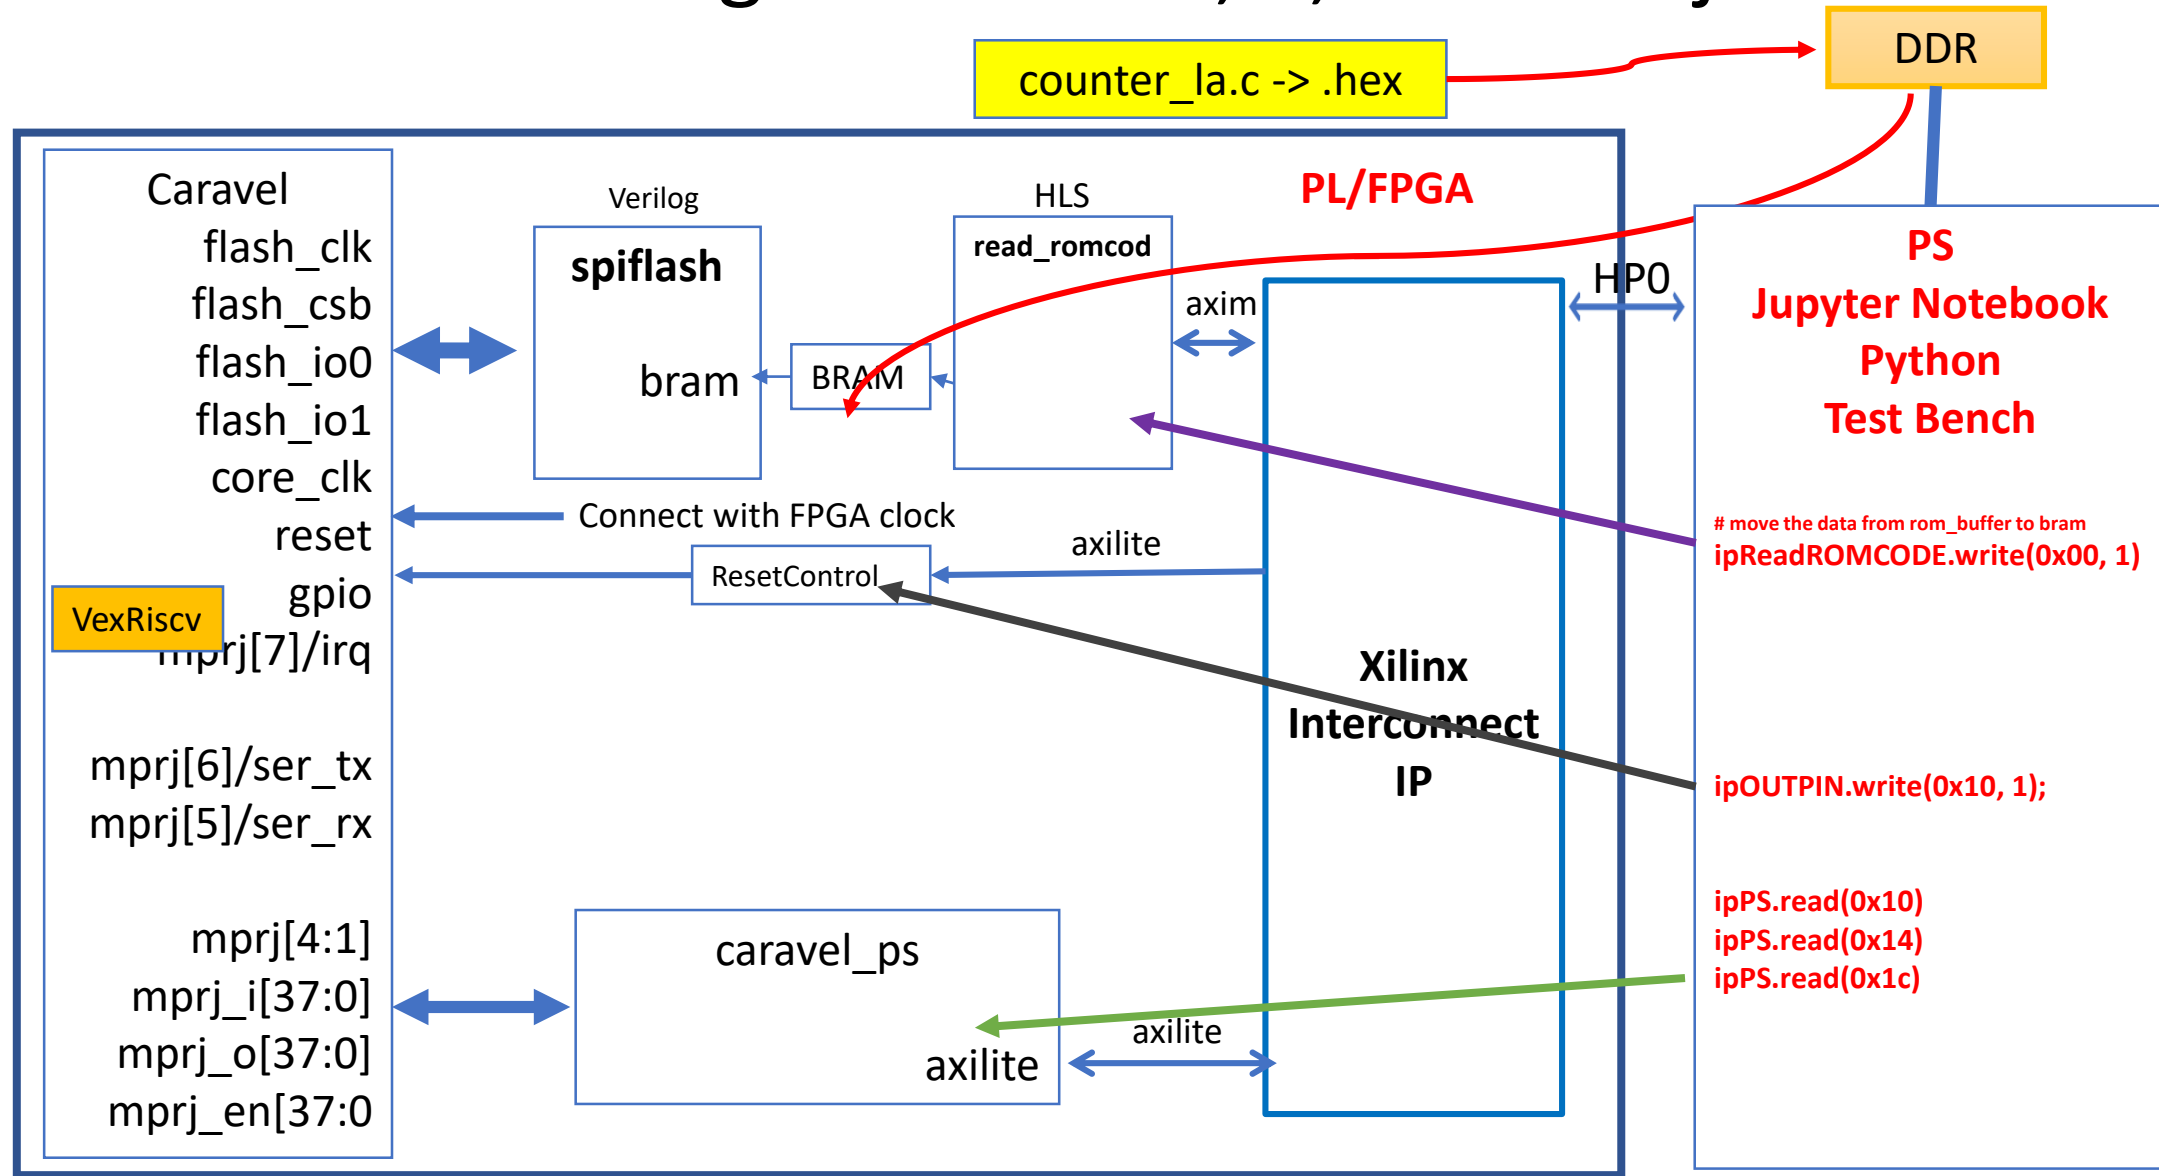 counter_la.c -> .hex
DDR
Caravel
flash_clk
flash_csb
flash_io0
flash_io1
core_clk
reset
gpio
VexRiscv
mprj[7]/irq
mprj[6]/ser_tx
mprj[5]/ser_rx
mprj[4:1]
mprj_i[37:0]
mprj_o[37:0]
mprj_en[37:0
Verilog
spiflash
bram
BRAM
HLS
read_romcod
PL/FPGA
axim
HP0
Connect with FPGA clock
ResetControl
axilite
Xilinx
Interconnect
IP
caravel_ps
axilite
axilite
PS
Jupyter Notebook
Python
Test Bench
# move the data from rom_buffer to bram
ipReadROMCODE.write(0x00, 1)
ipOUTPIN.write(0x10, 1);
ipPS.read(0x10)
ipPS.read(0x14)
ipPS.read(0x1c)